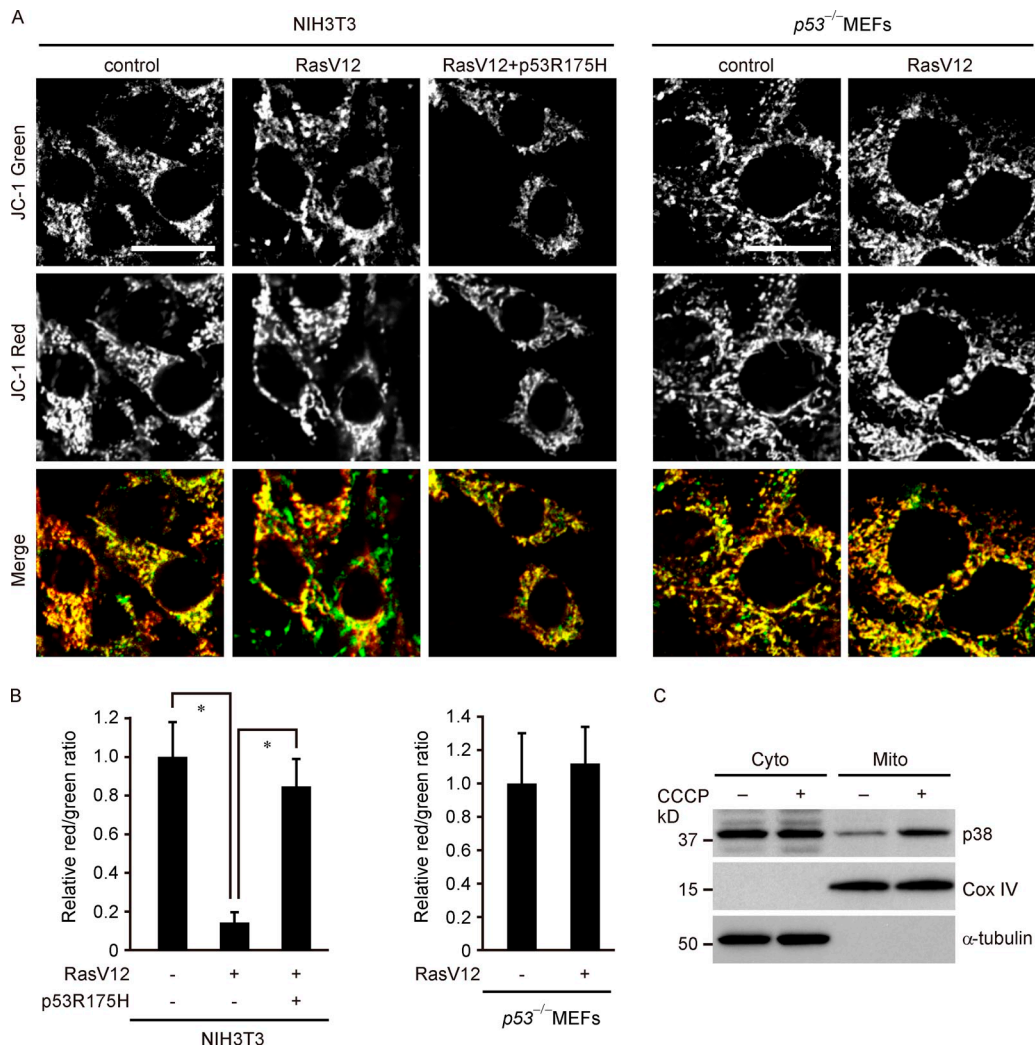 A
NIH3T3
p53−/− MEFs
control
RasV12
RasV12+p53R175H
control
RasV12
JC-1 Green
JC-1 Red
Merge
B
Relative red/green ratio
1.2
1.0
0.8
0.6
0.4
0.2
0
*
*
RasV12
-
+
+
p53R175H
-
-
+
NIH3T3
Relative red/green ratio
1.4
1.2
1.0
0.8
0.6
0.4
0.2
0
RasV12
-
+
p53−/− MEFs
C
Cyto
Mito
CCCP
–
+
–
+
kD
37
p38
15
Cox IV
50
α-tubulin